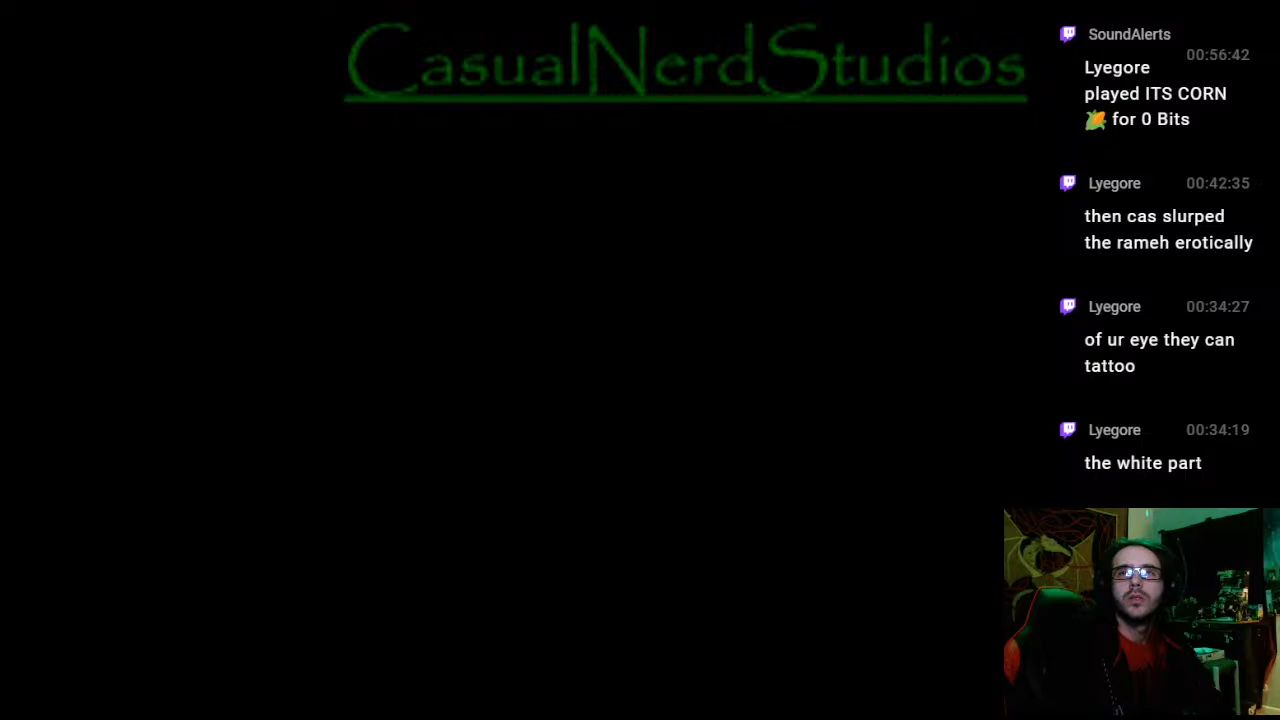 CasualNerdStudios
SoundAlerts
00:56:42
Lyegore
played ITS CORN
🌽 for 0 Bits
Lyegore 00:42:35
then cas slurped
the rameh erotically
Lyegore 00:34:27
of ur eye they can
tattoo
Lyegore 00:34:19
the white part